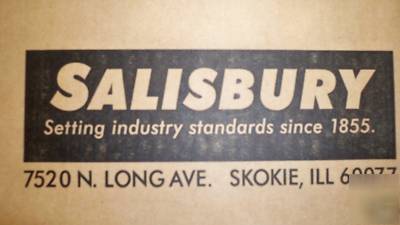 SALISBURY
Setting industry standards since 1855.
7520 N. LONG AVE. SKOKIE, ILL